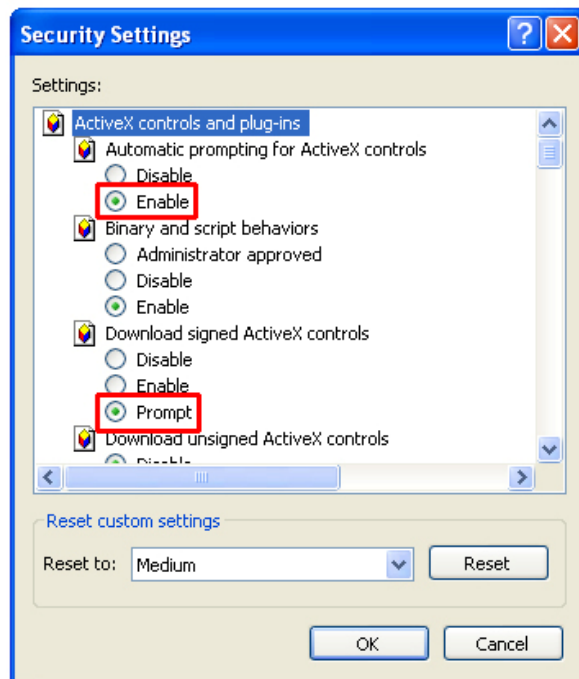 Security Settings
Settings:
ActiveX controls and plug-ins
Automatic prompting for ActiveX controls
Disable
Enable
Binary and script behaviors
Administrator approved
Disable
Enable
Download signed ActiveX controls
Disable
Enable
Prompt
Download unsigned ActiveX controls
Disable
Reset custom settings
Reset to: Medium Reset
OK Cancel